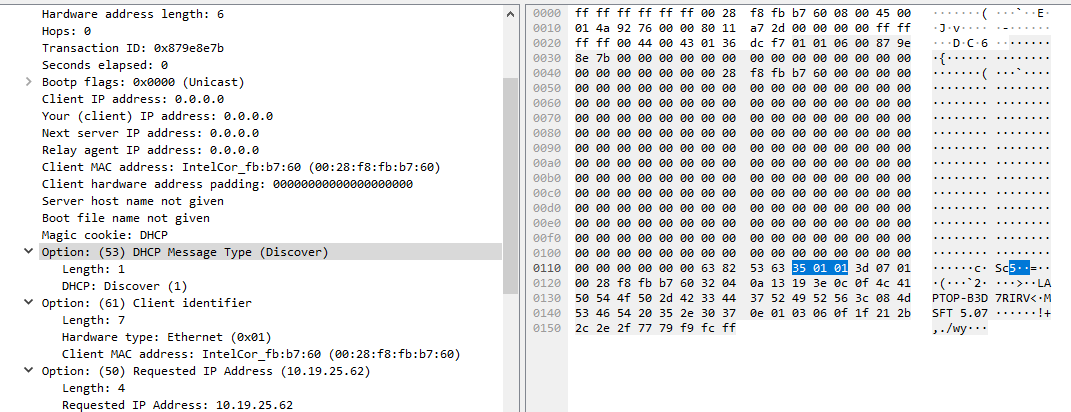 Hardware address length: 6
Hops: 0
Transaction ID: 0x879e8e7b
Seconds elapsed: 0
Bootp flags: 0x0000 (Unicast)
Client IP address: 0.0.0.0
Your (client) IP address: 0.0.0.0
Next server IP address: 0.0.0.0
Relay agent IP address: 0.0.0.0
Client MAC address: IntelCor_fb:b7:60 (00:28:f8:fb:b7:60)
Client hardware address padding: 00000000000000000000
Server host name not given
Boot file name not given
Magic cookie: DHCP
Option: (53) DHCP Message Type (Discover)
Length: 1
DHCP: Discover (1)
Option: (61) Client identifier
Length: 7
Hardware type: Ethernet (0x01)
Client MAC address: IntelCor_fb:b7:60 (00:28:f8:fb:b7:60)
Option: (50) Requested IP Address (10.19.25.62)
Length: 4
Requested IP Address: 10.19.25.62
0000 ff ff ff ff ff ff 00 28 f8 fb b7 60 08 00 45 00 ·······( ···`··E·
0010 01 4a 92 76 00 00 80 11 a7 2d 00 00 00 00 ff ff ·J·v···· ·-······
0020 ff ff 00 44 00 43 01 36 dc f7 01 01 06 00 87 9e ···D·C·6 ········
0030 8e 7b 00 00 00 00 00 00 00 00 00 00 00 00 00 00 ·{······ ········
0040 00 00 00 00 00 00 00 28 f8 fb b7 60 00 00 00 00 ·······( ···`····
0050 00 00 00 00 00 00 00 00 00 00 00 00 00 00 00 00 ········ ········
0060 00 00 00 00 00 00 00 00 00 00 00 00 00 00 00 00 ········ ········
0070 00 00 00 00 00 00 00 00 00 00 00 00 00 00 00 00 ········ ········
0080 00 00 00 00 00 00 00 00 00 00 00 00 00 00 00 00 ········ ········
0090 00 00 00 00 00 00 00 00 00 00 00 00 00 00 00 00 ········ ········
00a0 00 00 00 00 00 00 00 00 00 00 00 00 00 00 00 00 ········ ········
00b0 00 00 00 00 00 00 00 00 00 00 00 00 00 00 00 00 ········ ········
00c0 00 00 00 00 00 00 00 00 00 00 00 00 00 00 00 00 ········ ········
00d0 00 00 00 00 00 00 00 00 00 00 00 00 00 00 00 00 ········ ········
00e0 00 00 00 00 00 00 00 00 00 00 00 00 00 00 00 00 ········ ········
00f0 00 00 00 00 00 00 00 00 00 00 00 00 00 00 00 00 ········ ········
0100 00 00 00 00 00 00 00 00 00 00 00 00 00 00 00 00 ········ ········
0110 00 00 00 00 00 00 63 82 53 63 35 01 01 3d 07 01 ······c· Sc5··=··
0120 00 28 f8 fb b7 60 32 04 0a 13 19 3e 0c 0f 4c 41 ·(···`2· ···>··LA
0130 50 54 4f 50 2d 42 33 44 37 52 49 52 56 3c 08 4d PTOP-B3D 7RIRV<·M
0140 53 46 54 20 35 2e 30 37 0e 01 03 06 0f 1f 21 2b SFT 5.07 ······!+
0150 2c 2e 2f 77 79 f9 fc ff ,./wy···